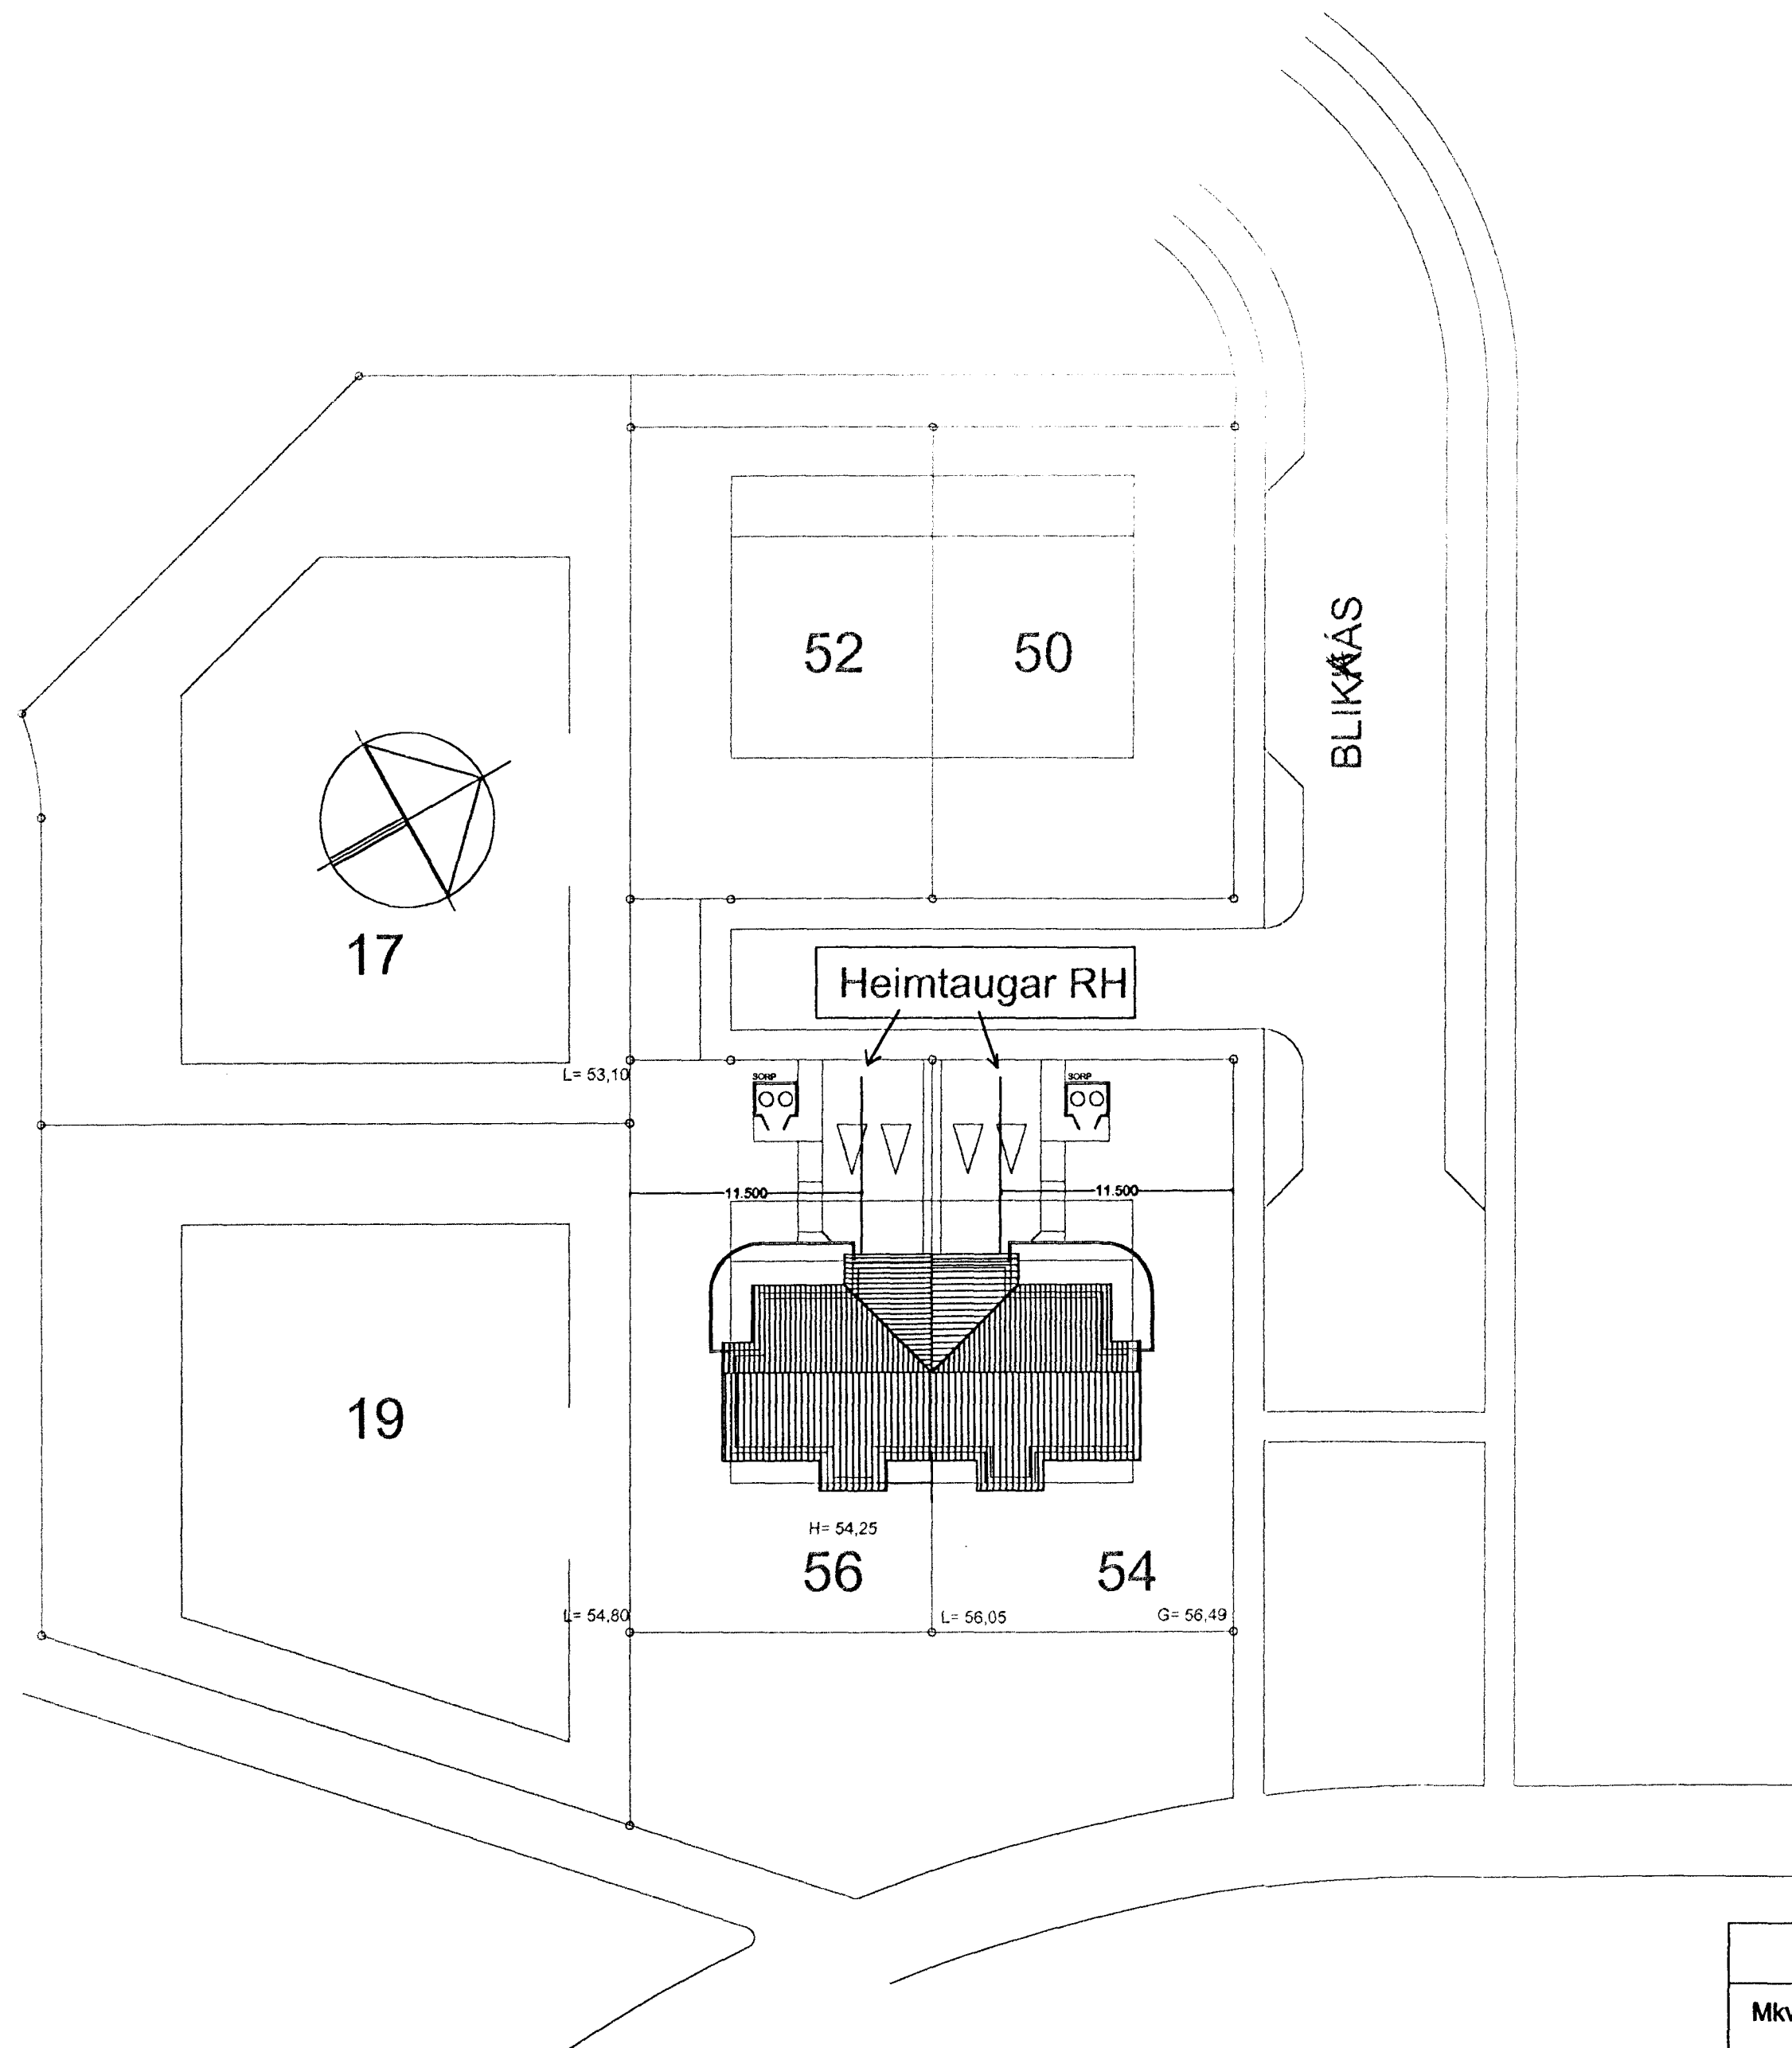 52
50
BLIKAÁS
17
Heimtaugar RH
L= 53,10
SORP
SORP
11.500
11.500
19
H= 54,25
56
54
L= 54,80
L= 56,05
G= 56,49